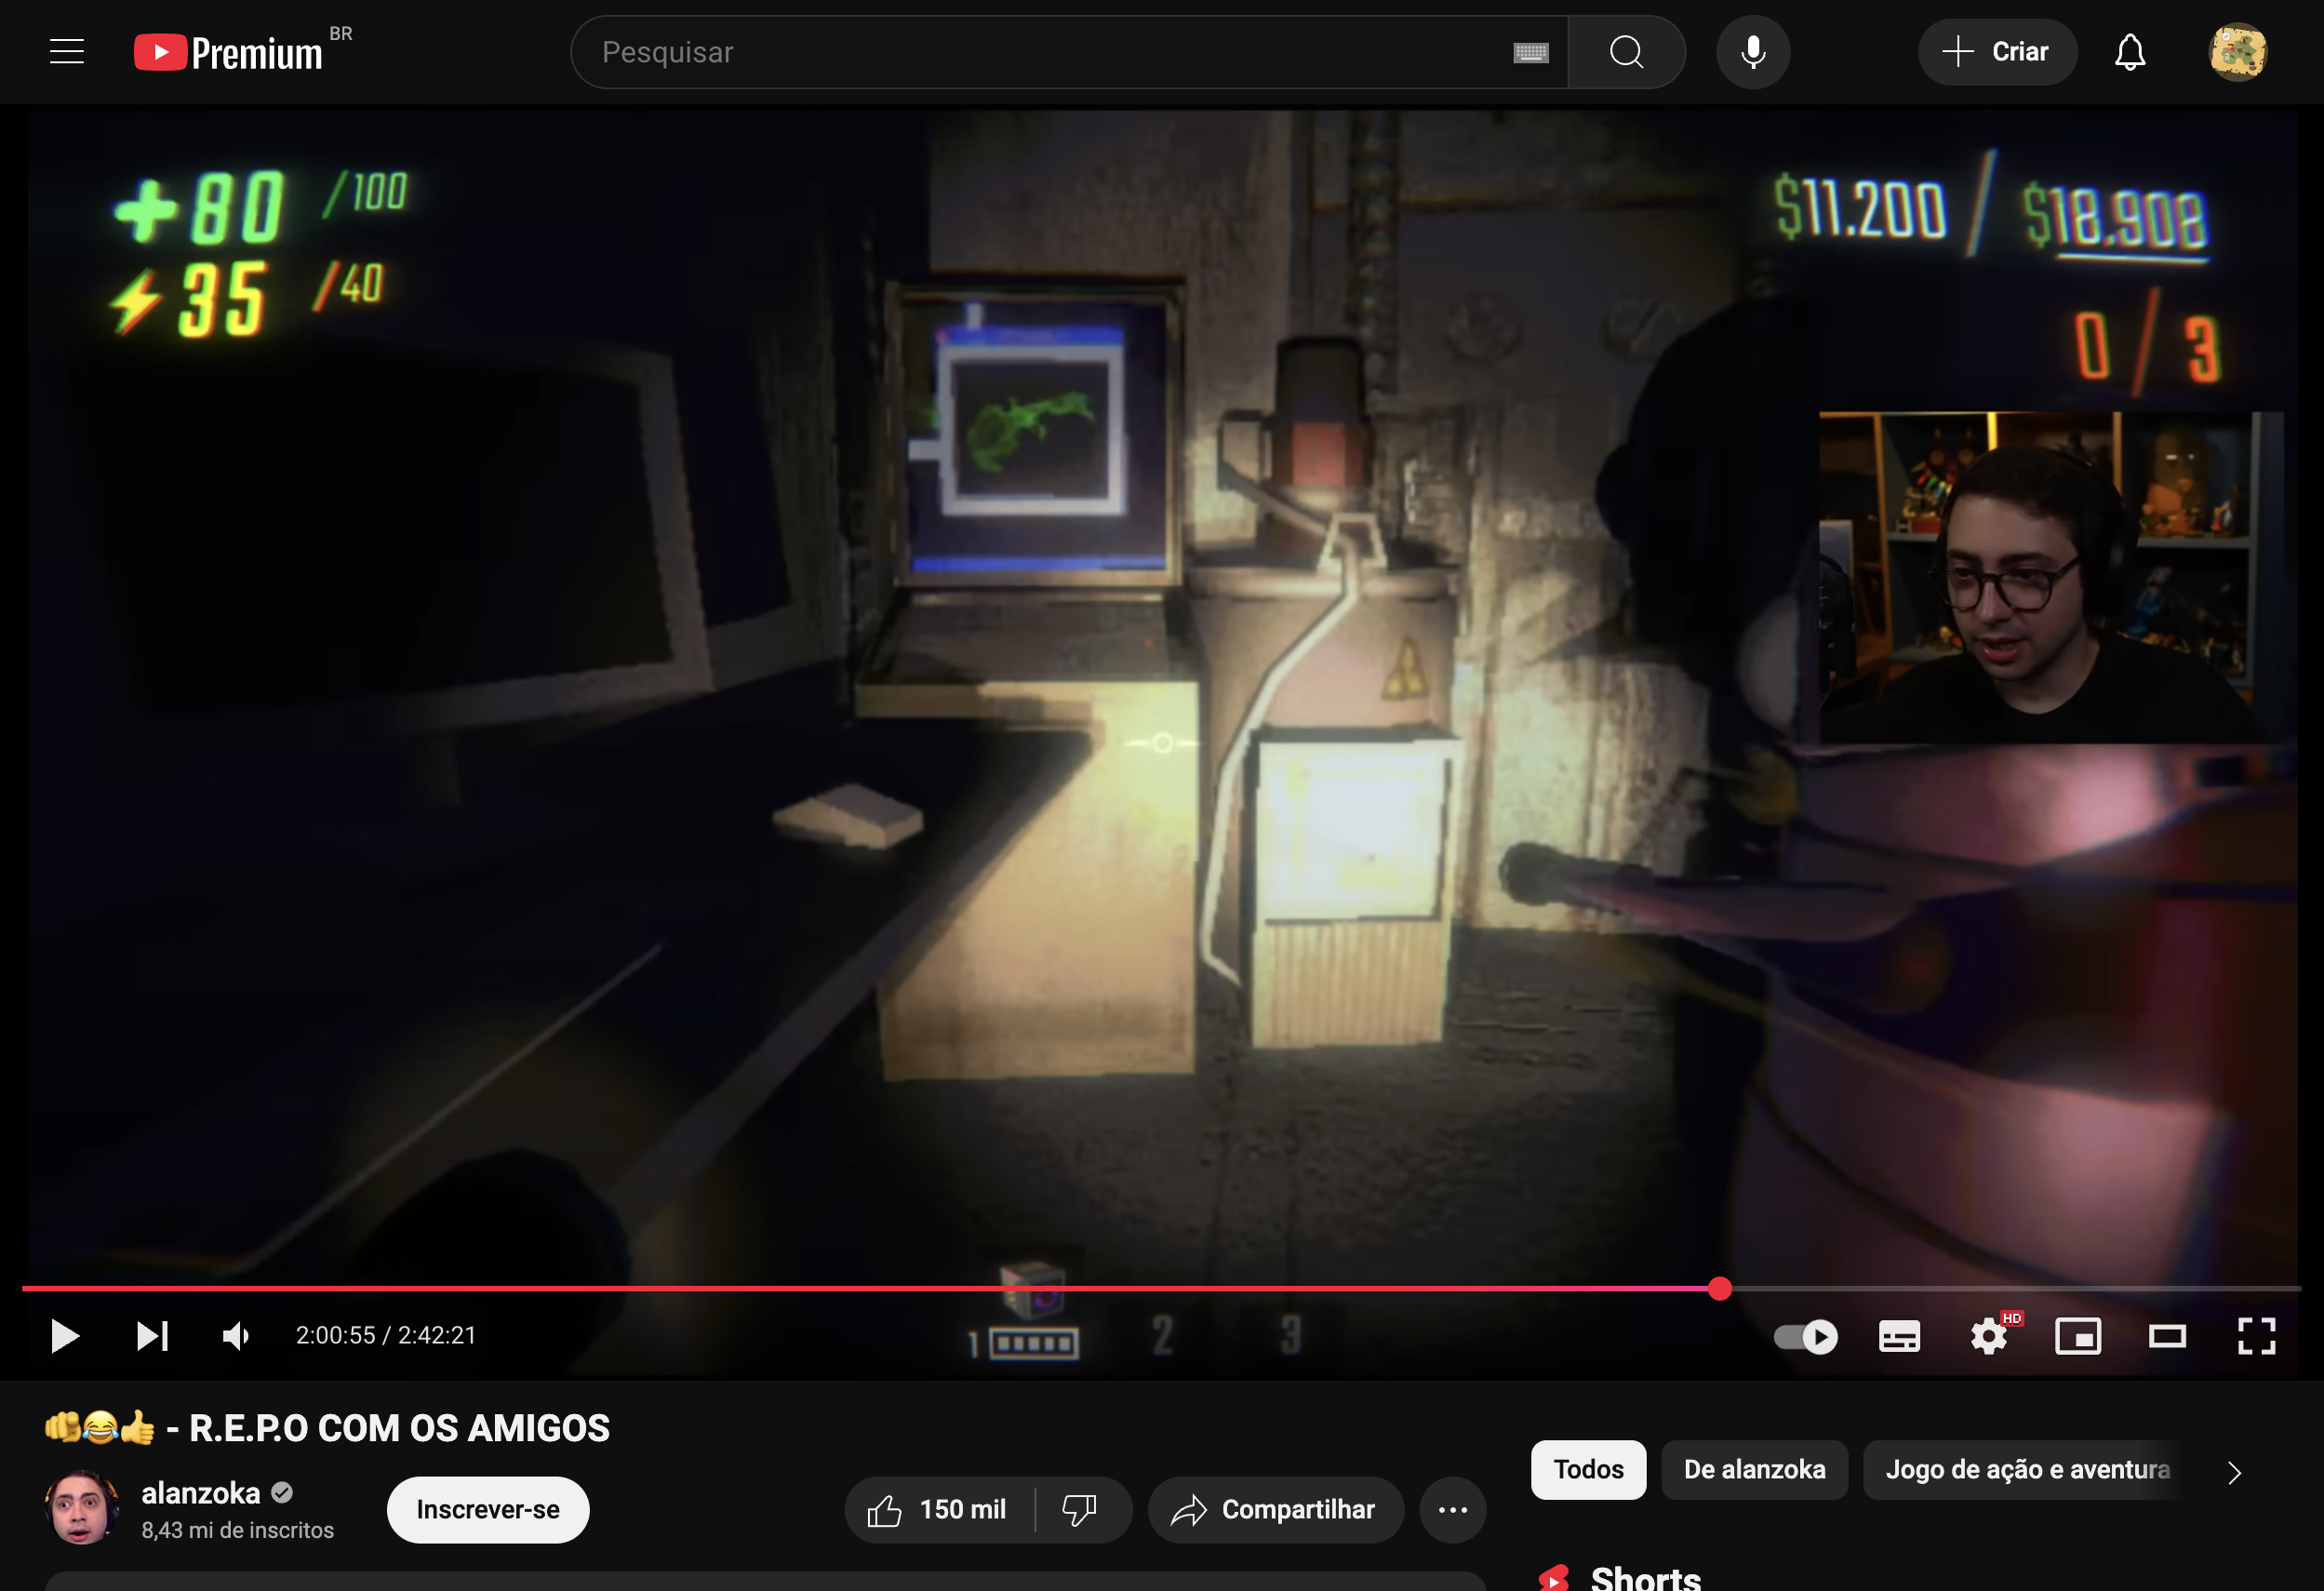 Premium BR
Pesquisar
Criar
+80 /100
35 /40
$11.200 / $18.908
0 / 3
1
2
3
2:00:55 / 2:42:21
HD
🫵😂👍 - R.E.P.O COM OS AMIGOS
alanzoka
8,43 mi de inscritos
Inscrever-se
150 mil
Compartilhar
Todos
De alanzoka
Jogo de ação e aventura
Shorts